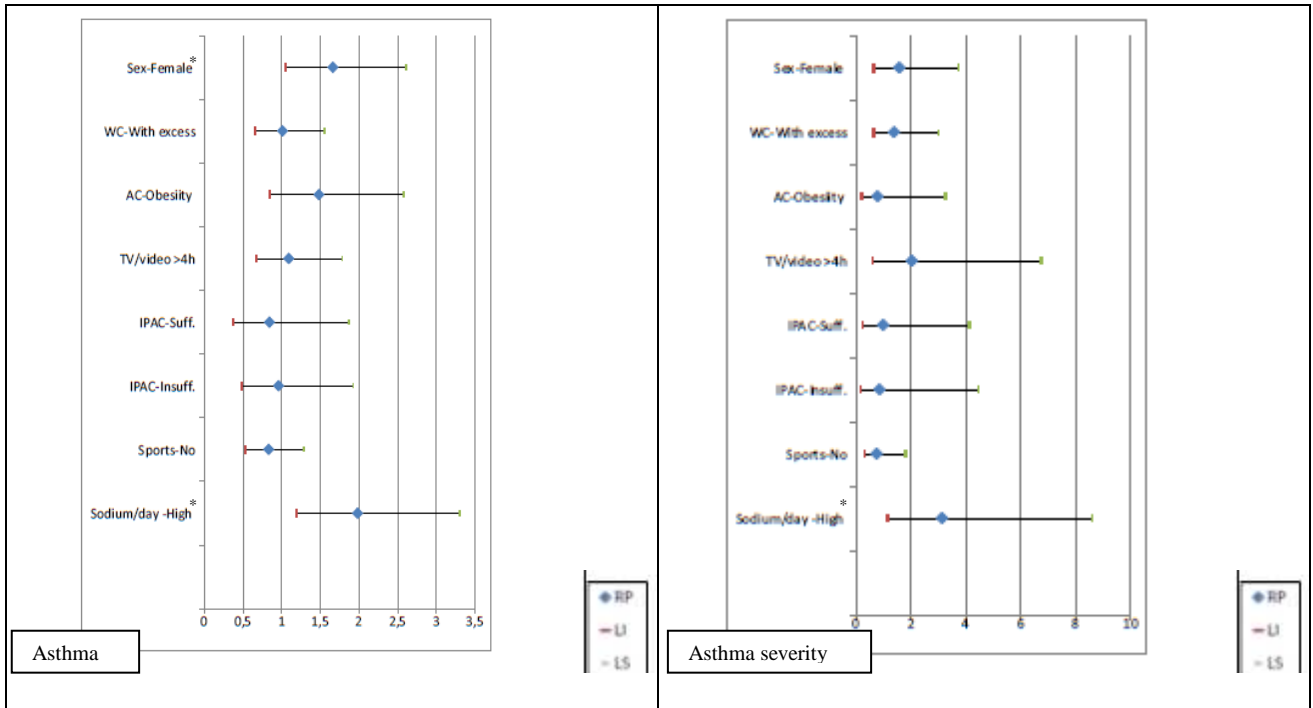 Sex-Female*
WC-With excess
AC-Obesiity
TV/video >4h
IPAC-Suff.
IPAC-Insuff.
Sports-No
Sodium/day -High*
0 0,5 1 1,5 2 2,5 3 3,5
RP
LI
LS
Asthma
Sex-Female
WC-With excess
AC-Obesiity
TV/video >4h
IPAC-Suff.
IPAC-Insuff.
Sports-No
Sodium/day -High*
0 2 4 6 8 10
RP
LI
LS
Asthma severity